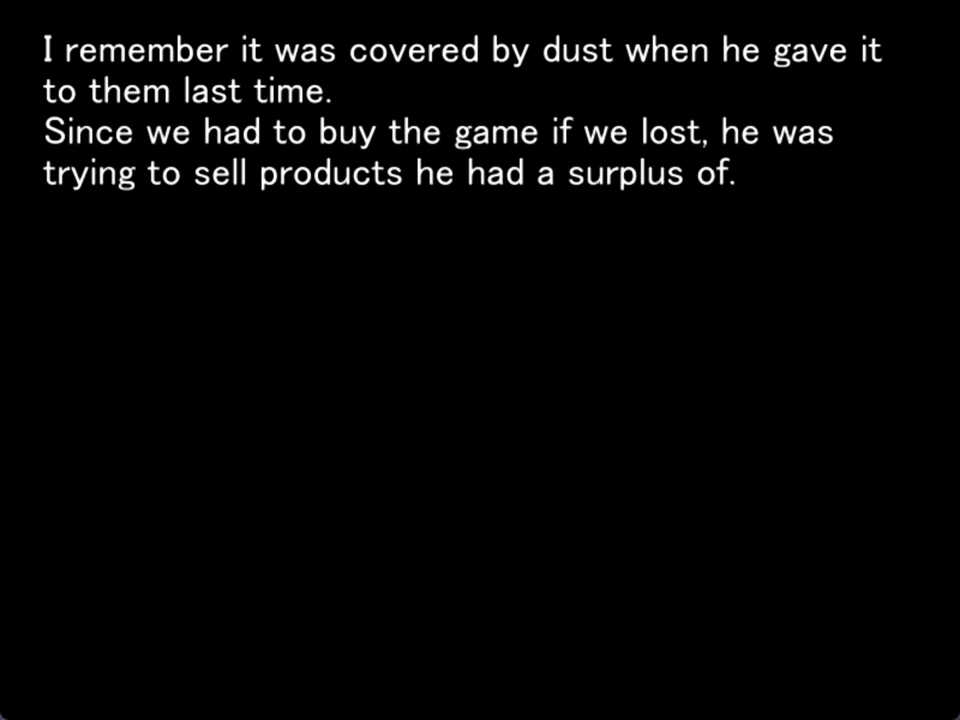 I remember it was covered by dust when he gave it
to them last time.
Since we had to buy the game if we lost, he was
trying to sell products he had a surplus of.